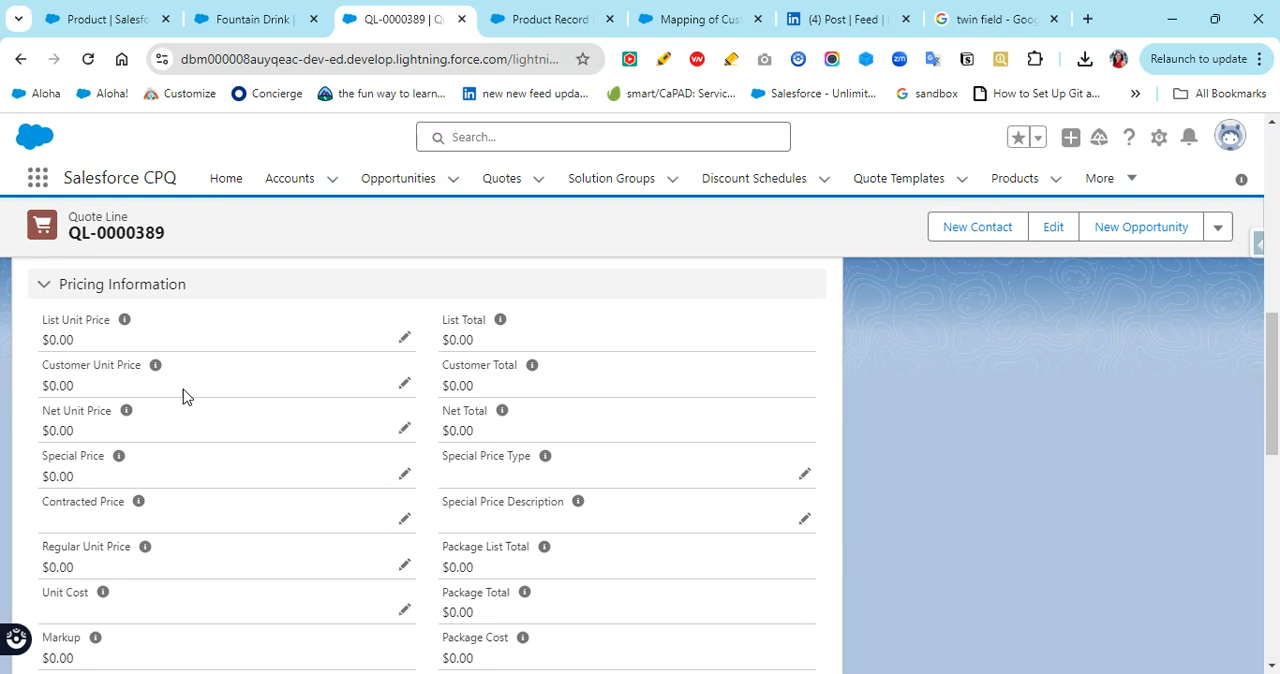 Product | Salesfo
Fountain Drink |
QL-0000389 | Q
Product Record
Mapping of Cus
(4) Post | Feed |
twin field - Goo
dbm000008auyqeac-dev-ed.develop.lightning.force.com/lightni...
Relaunch to update
Aloha
Aloha!
Customize
Concierge
the fun way to learn...
new new feed upda...
smart/CaPAD: Servic...
Salesforce - Unlimit...
sandbox
How to Set Up Git a...
»
All Bookmarks
Search...
Salesforce CPQ
Home
Accounts
Opportunities
Quotes
Solution Groups
Discount Schedules
Quote Templates
Products
More
Quote Line
QL-0000389
New Contact
Edit
New Opportunity
Pricing Information
List Unit Price
$0.00
List Total
$0.00
Customer Unit Price
$0.00
Customer Total
$0.00
Net Unit Price
$0.00
Net Total
$0.00
Special Price
$0.00
Special Price Type
Contracted Price
Special Price Description
Regular Unit Price
$0.00
Package List Total
$0.00
Unit Cost
Package Total
$0.00
Markup
$0.00
Package Cost
$0.00